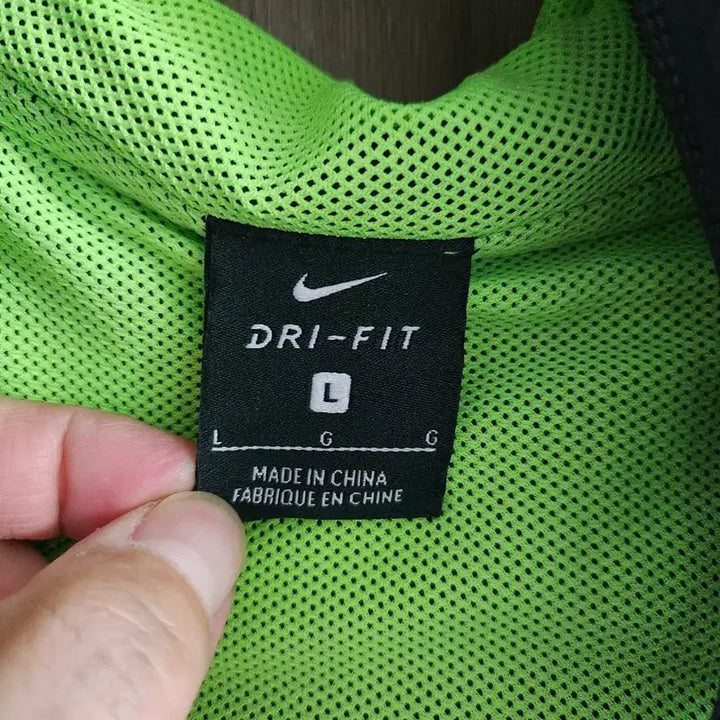 DRI-FIT
L
L G G
MADE IN CHINA
FABRIQUE EN CHINE